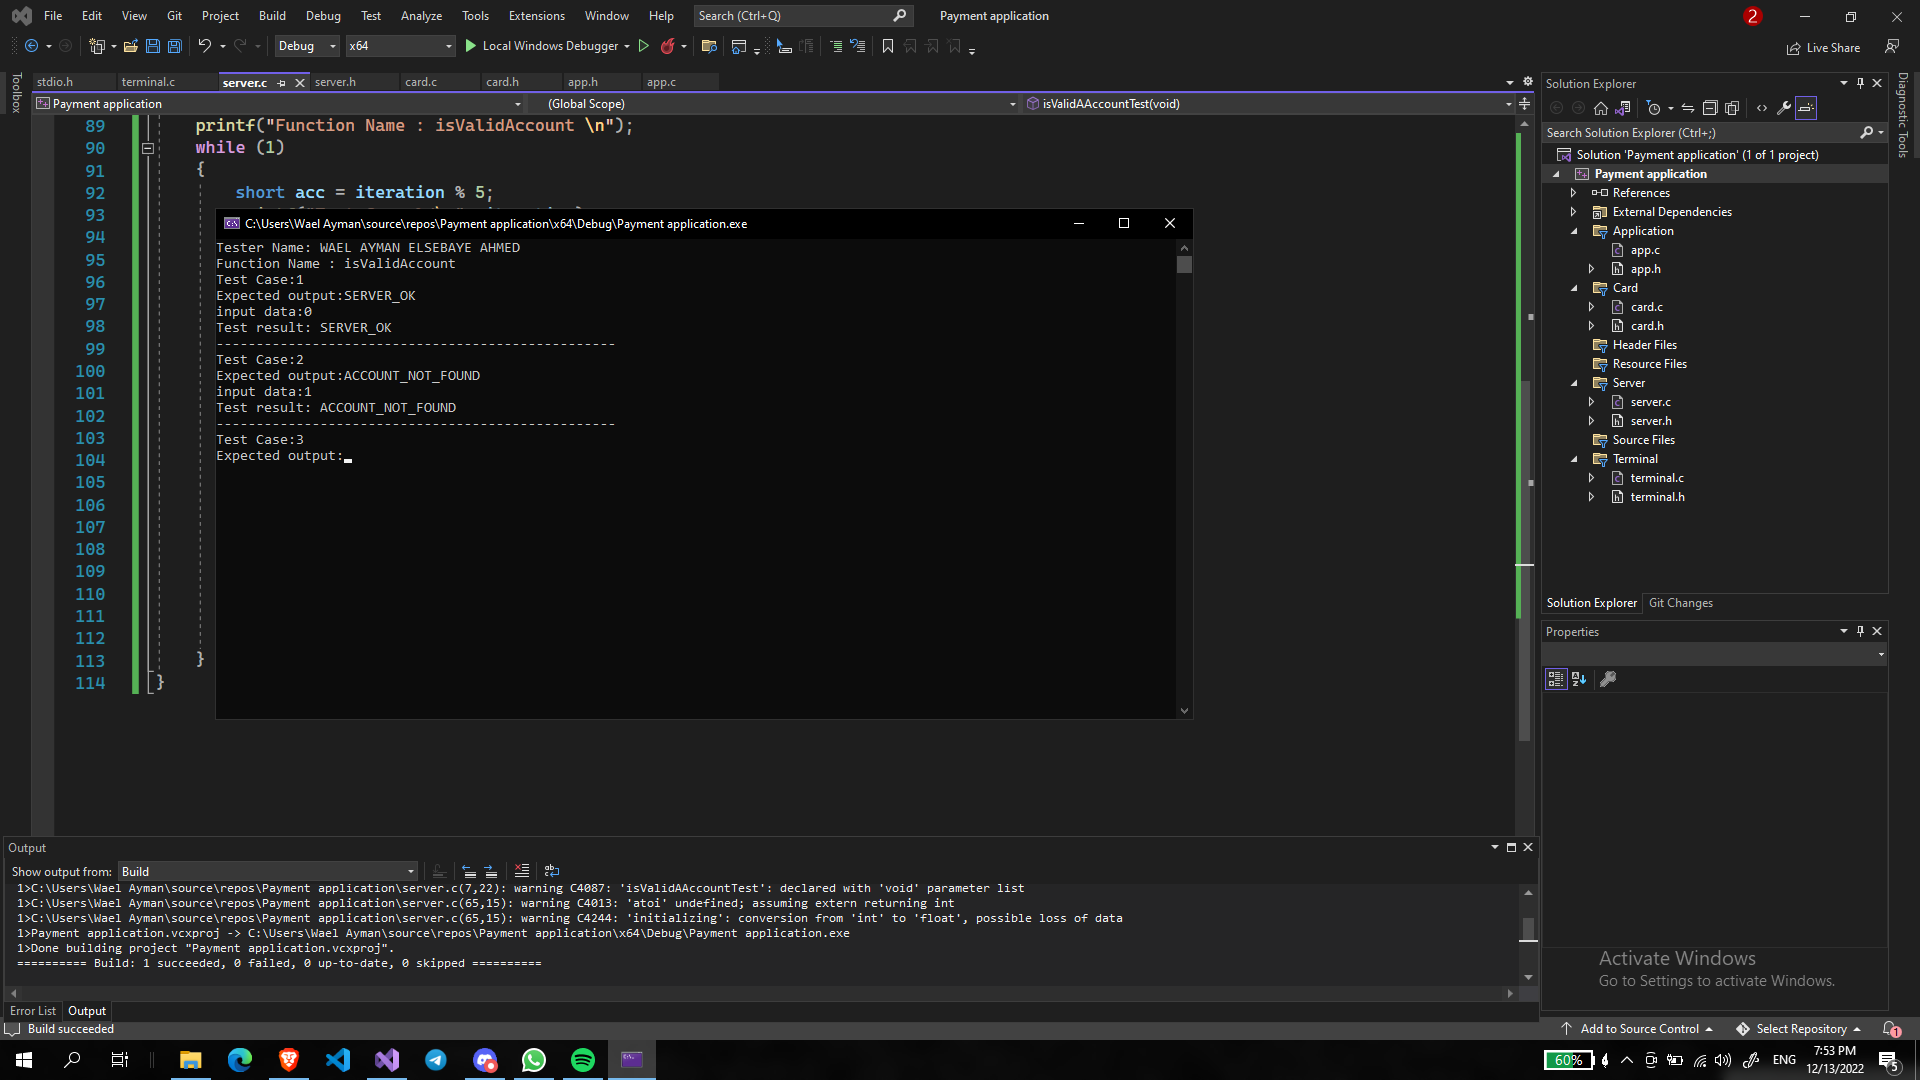 File Edit View Git Project Build Debug Test Analyze Tools Extensions Window Help Search (Ctrl+Q) Payment application 2
Debug x64 Local Windows Debugger Live Share
Toolbox
stdio.h terminal.c server.c server.h card.c card.h app.h app.c
Payment application (Global Scope) isValidAAccountTest(void)
89 printf("Function Name : isValidAccount \n");
90 while (1)
91 {
92 short acc = iteration % 5;
93
94
95
96
97
98
99
100
101
102
103
104
105
106
107
108
109
110
111
112
113 }
114 }
C:\Users\Wael Ayman\source\repos\Payment application\x64\Debug\Payment application.exe
Tester Name: WAEL AYMAN ELSEBAYE AHMED
Function Name : isValidAccount
Test Case:1
Expected output:SERVER_OK
input data:0
Test result: SERVER_OK
--------------------------------------------------
Test Case:2
Expected output:ACCOUNT_NOT_FOUND
input data:1
Test result: ACCOUNT_NOT_FOUND
--------------------------------------------------
Test Case:3
Expected output:
Solution Explorer
Search Solution Explorer (Ctrl+;)
Solution 'Payment application' (1 of 1 project)
Payment application
References
External Dependencies
Application
app.c
app.h
Card
card.c
card.h
Header Files
Resource Files
Server
server.c
server.h
Source Files
Terminal
terminal.c
terminal.h
Solution Explorer Git Changes
Properties
Diagnostic Tools
Output
Show output from: Build
1>C:\Users\Wael Ayman\source\repos\Payment application\server.c(7,22): warning C4087: 'isValidAAccountTest': declared with 'void' parameter list
1>C:\Users\Wael Ayman\source\repos\Payment application\server.c(65,15): warning C4013: 'atoi' undefined; assuming extern returning int
1>C:\Users\Wael Ayman\source\repos\Payment application\server.c(65,15): warning C4244: 'initializing': conversion from 'int' to 'float', possible loss of data
1>Payment application.vcxproj -> C:\Users\Wael Ayman\source\repos\Payment application\x64\Debug\Payment application.exe
1>Done building project "Payment application.vcxproj".
========== Build: 1 succeeded, 0 failed, 0 up-to-date, 0 skipped ==========
Error List Output
Activate Windows
Go to Settings to activate Windows.
Build succeeded Add to Source Control Select Repository 1
60% ENG 7:53 PM
12/13/2022 5